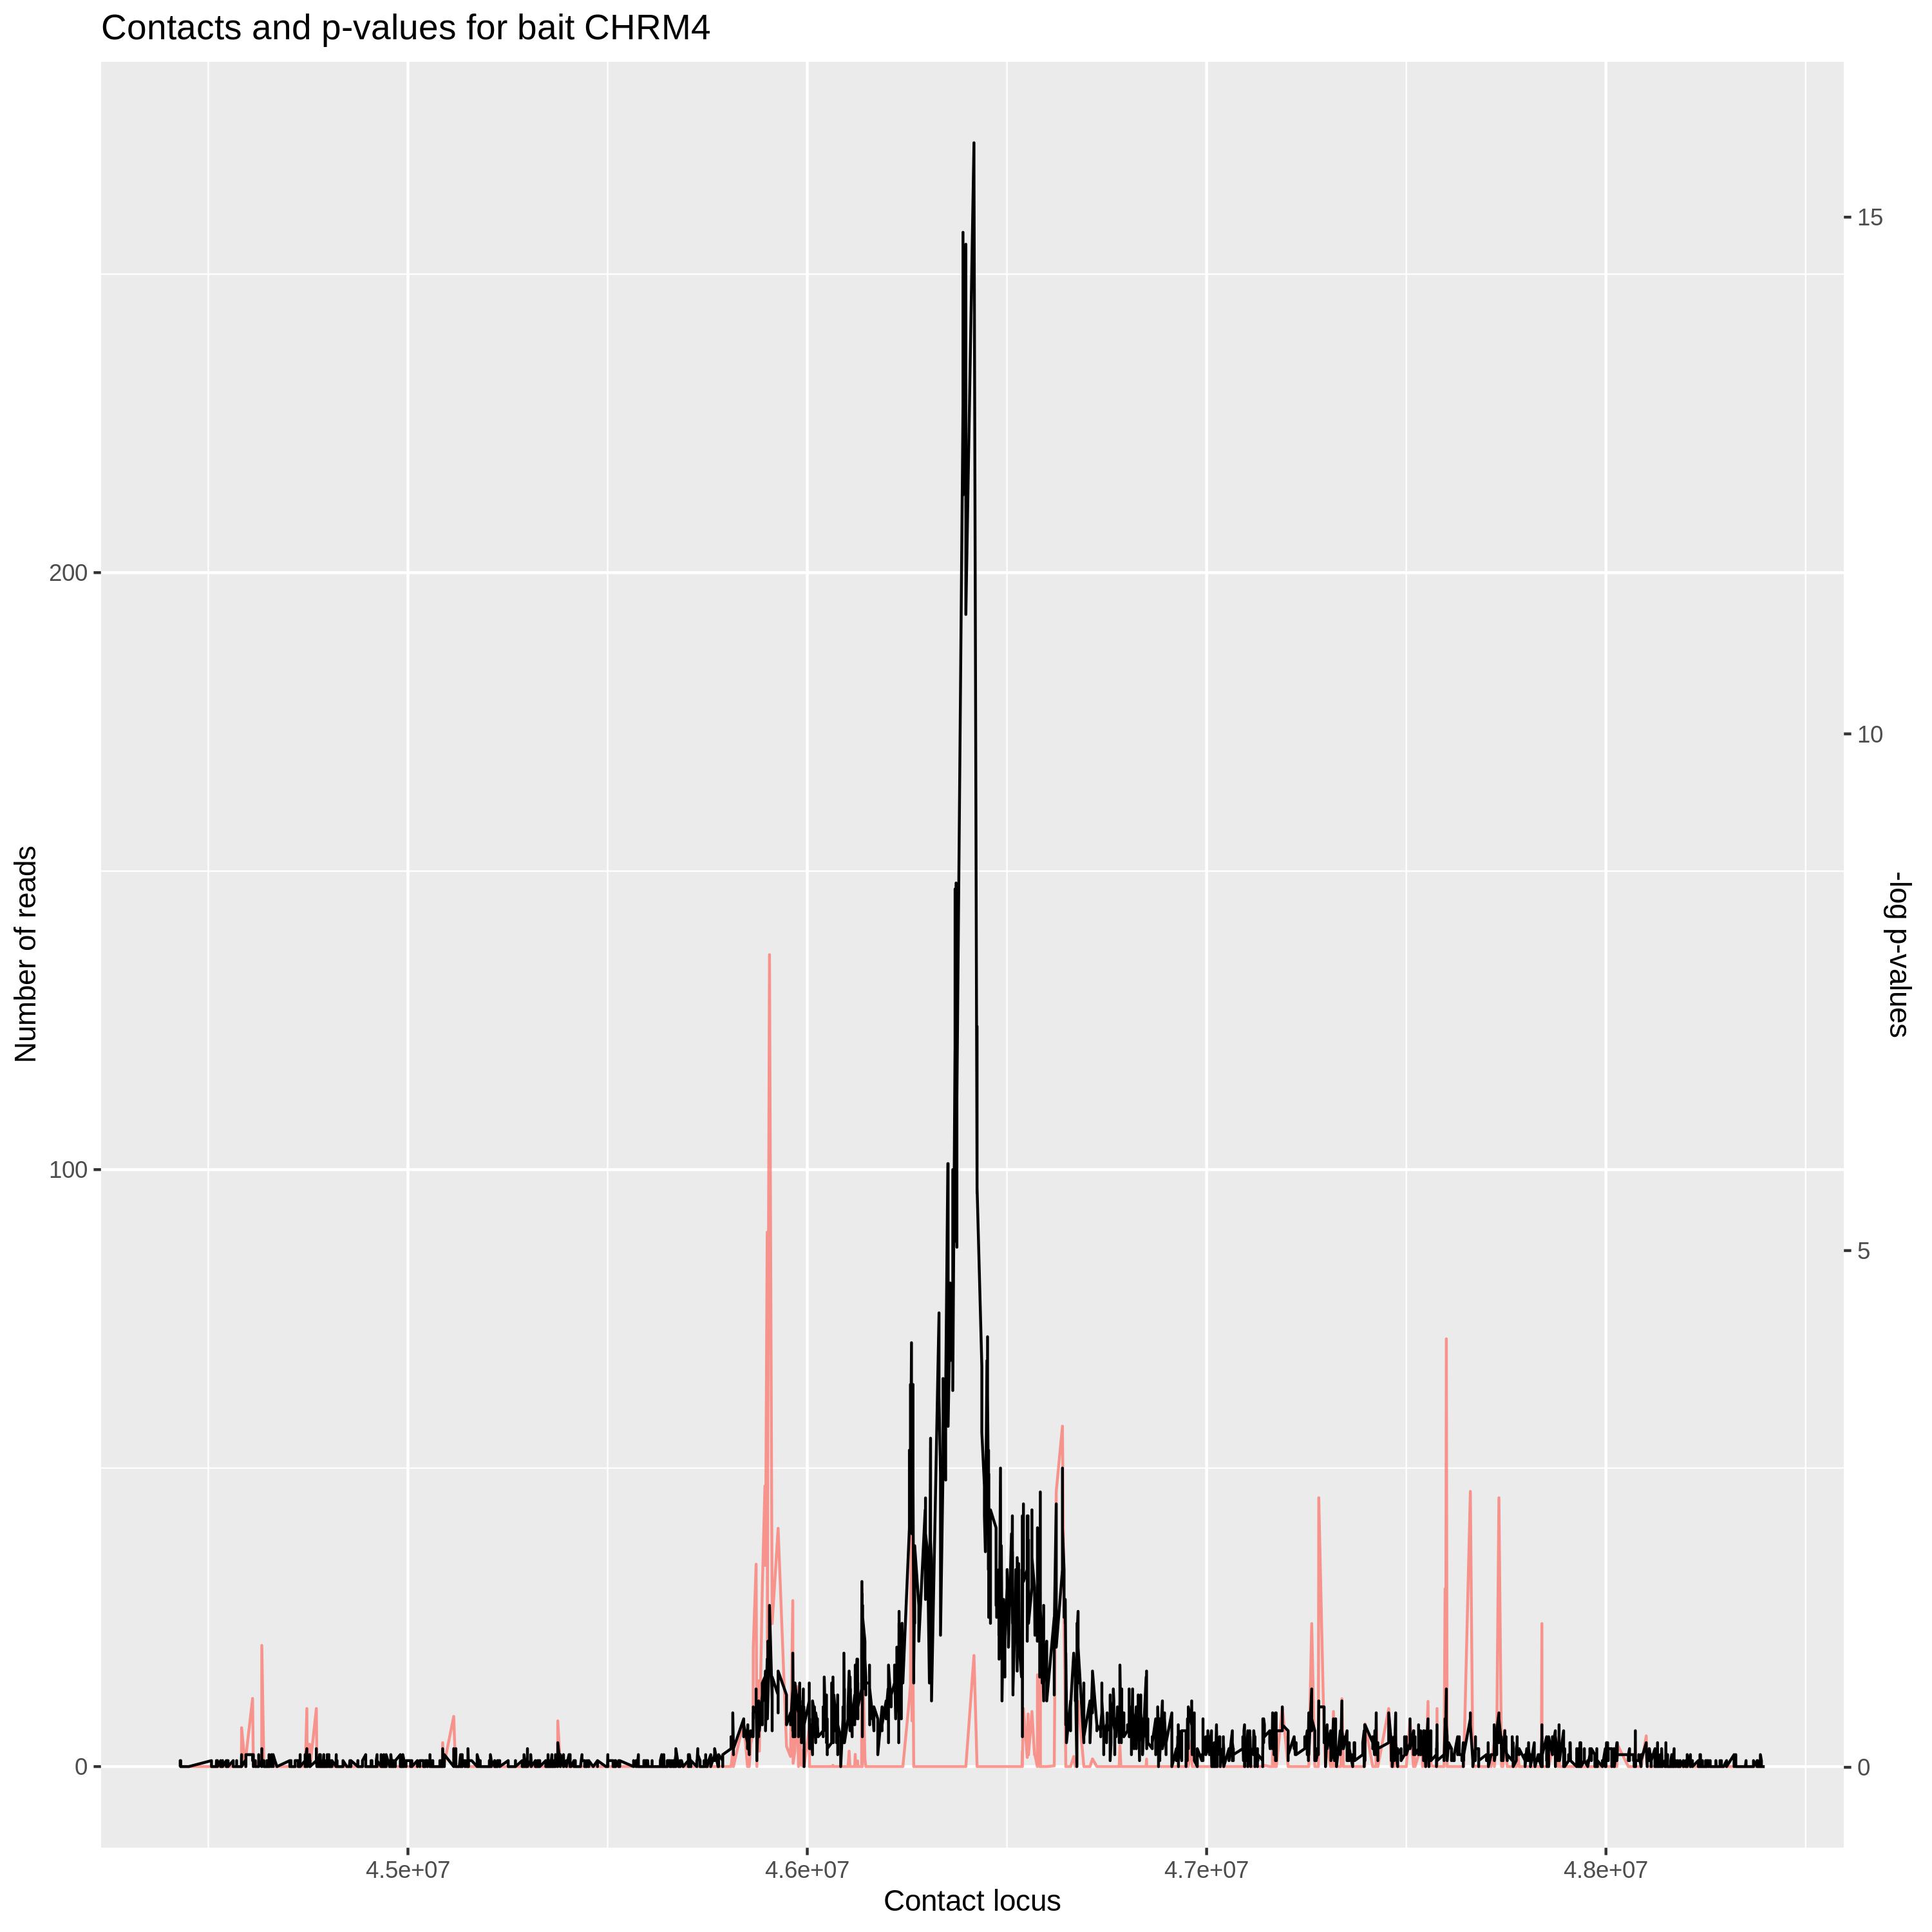 Contacts and p-values for bait CHRM4
200
100
0
Number of reads
15
10
5
0
-log p-values
4.5e+07 4.6e+07 4.7e+07 4.8e+07
Contact locus